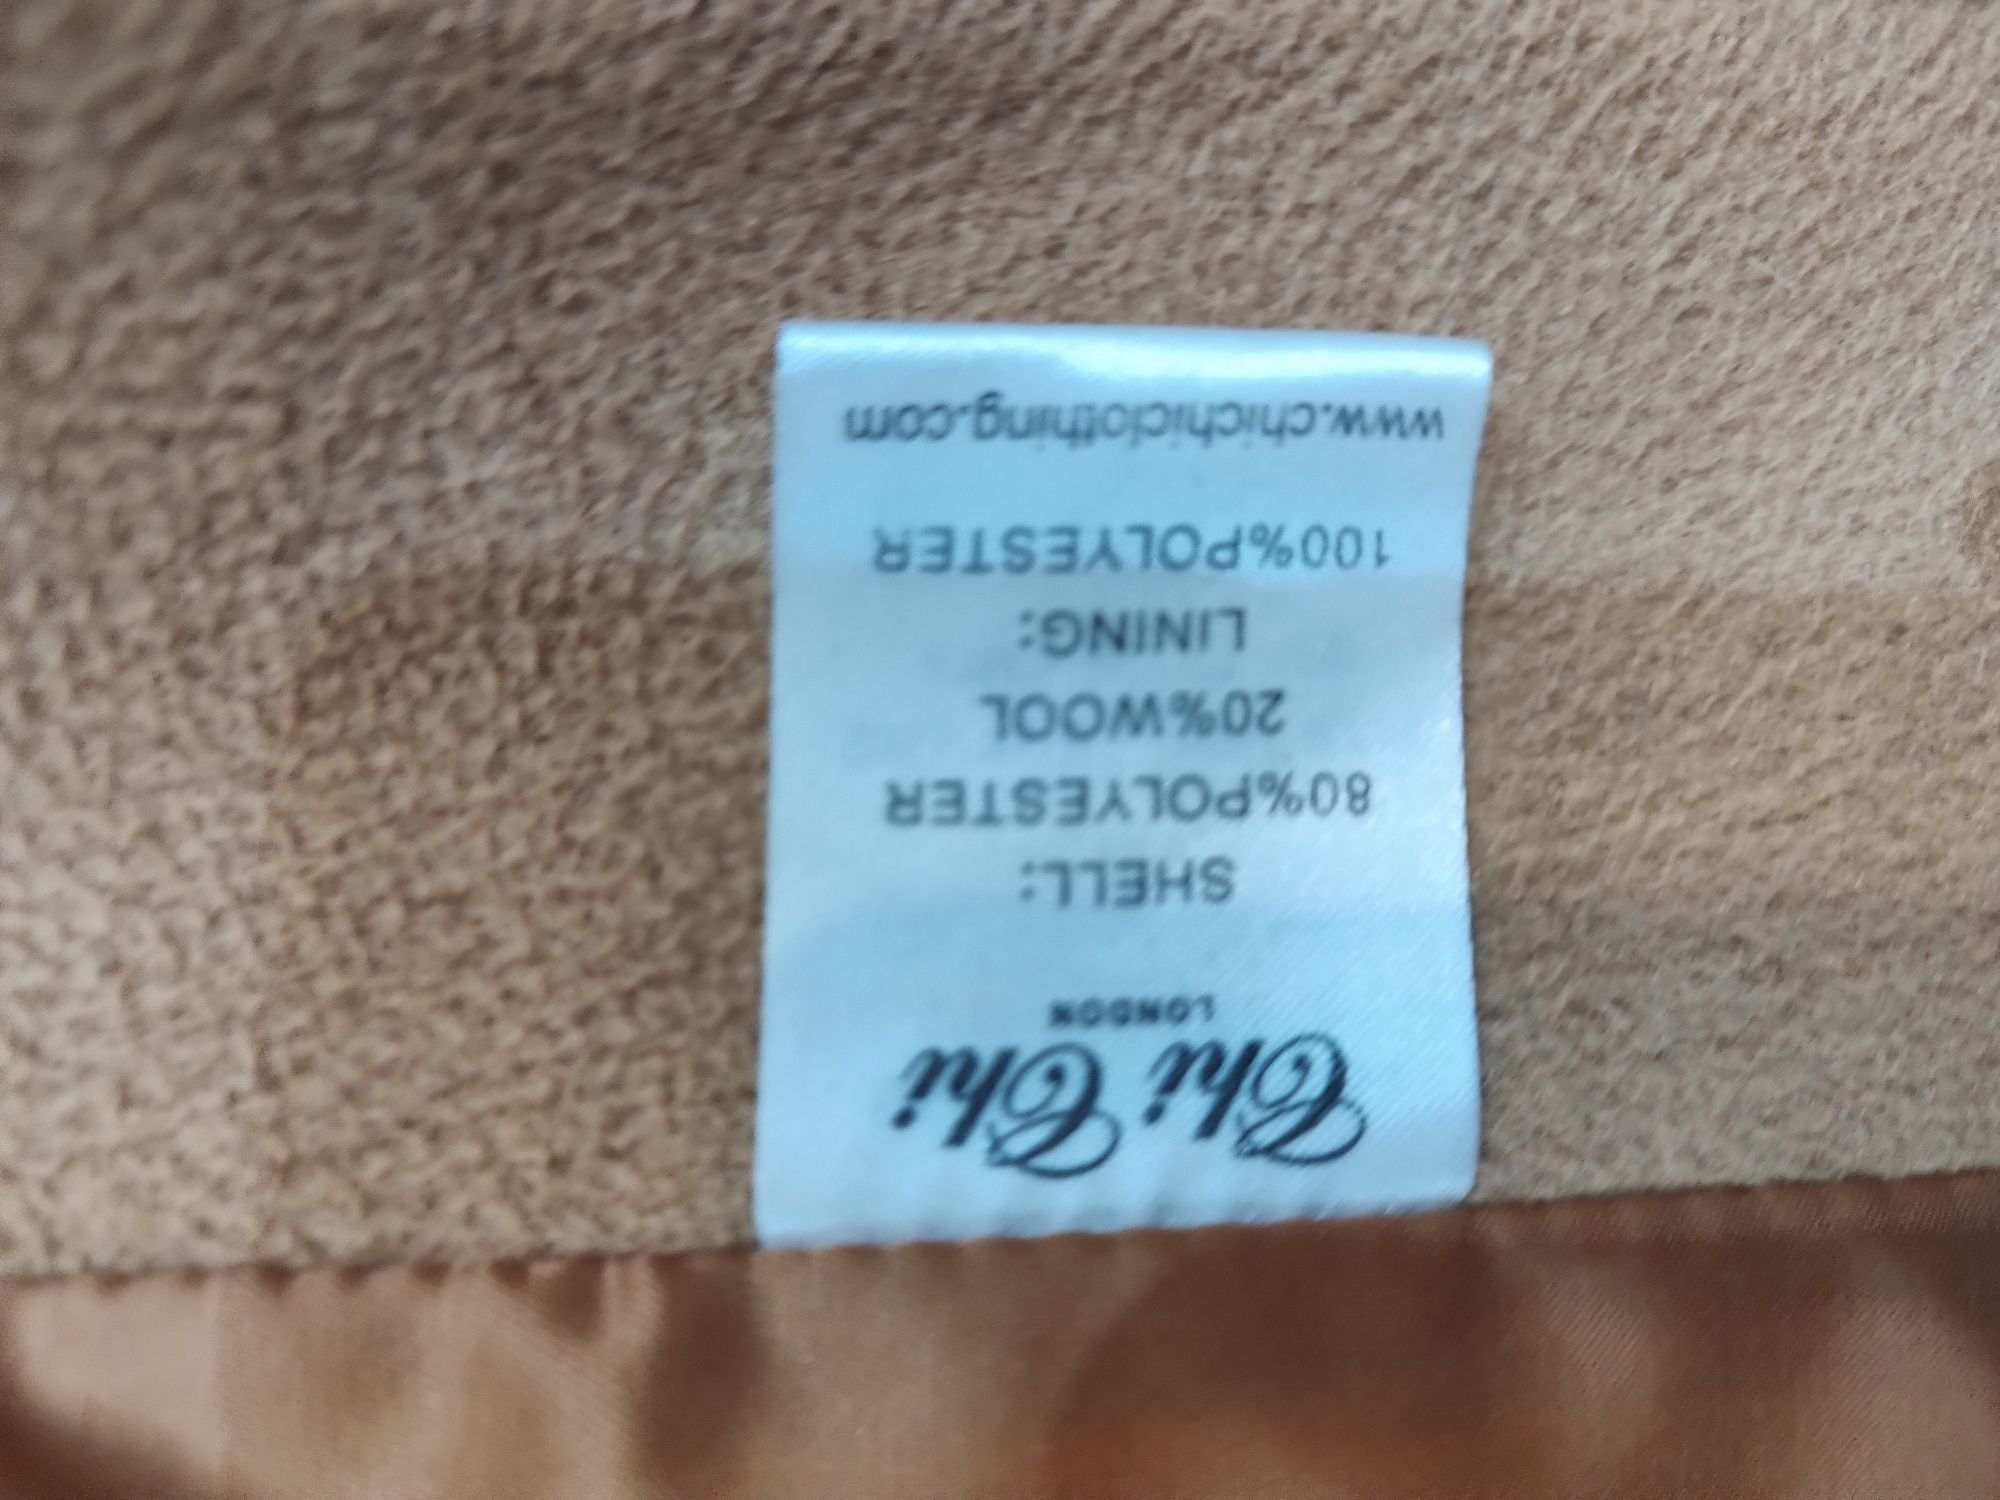 Chi Chi
LONDON
SHELL:
80%POLYESTER
20%WOOL
LINING:
100%POLYESTER
www.chichiclothing.com